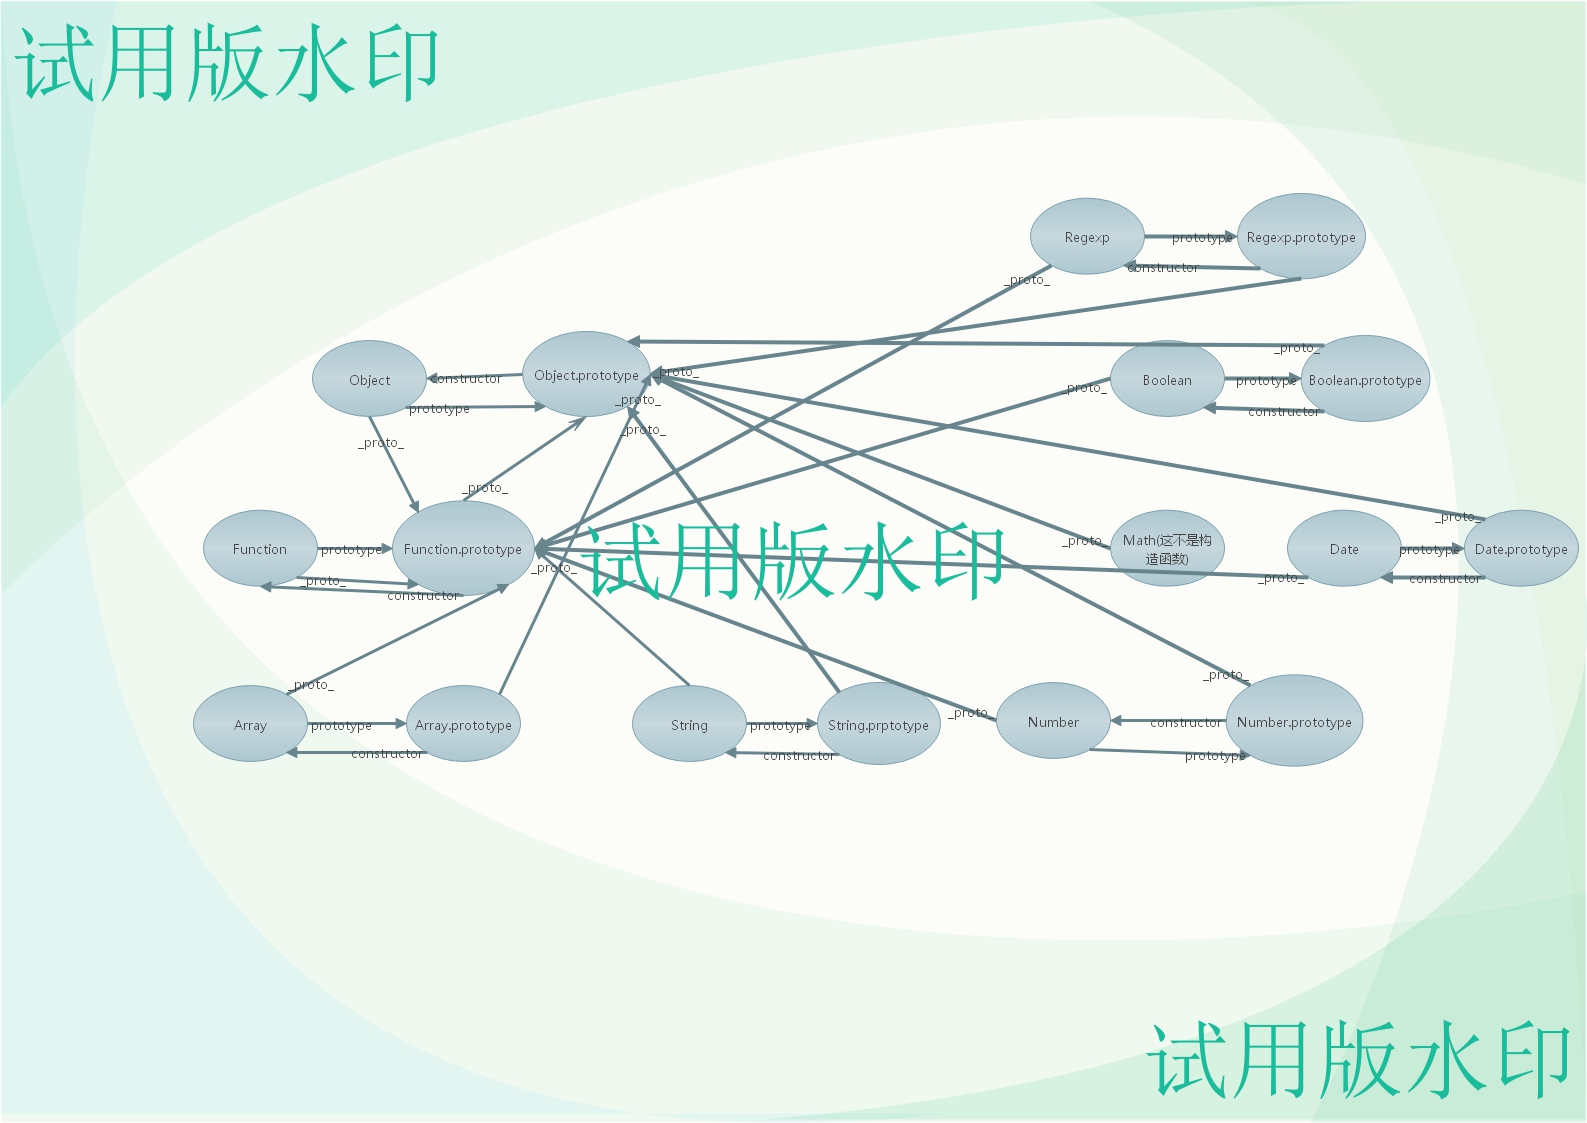 试用版水印
Regexp
prototype
Regexp.prototype
constructor
_proto_
Object
constructor
Object.prototype
prototype
_proto_
_proto_
_proto_
_proto_
_proto_
Boolean
prototype
Boolean.prototype
constructor
_proto_
_proto_
_proto_
Function
prototype
Function.prototype
_proto_
constructor
_proto_
试用版水印
_proto_
Math(这不是构
造函数)
_proto_
Date
prototype
Date.prototype
constructor
_proto_
_proto_
Array
prototype
Array.prototype
constructor
String
prototype
String.prptotype
constructor
_proto_
Number
constructor
Number.prototype
prototype
_proto_
试用版水印